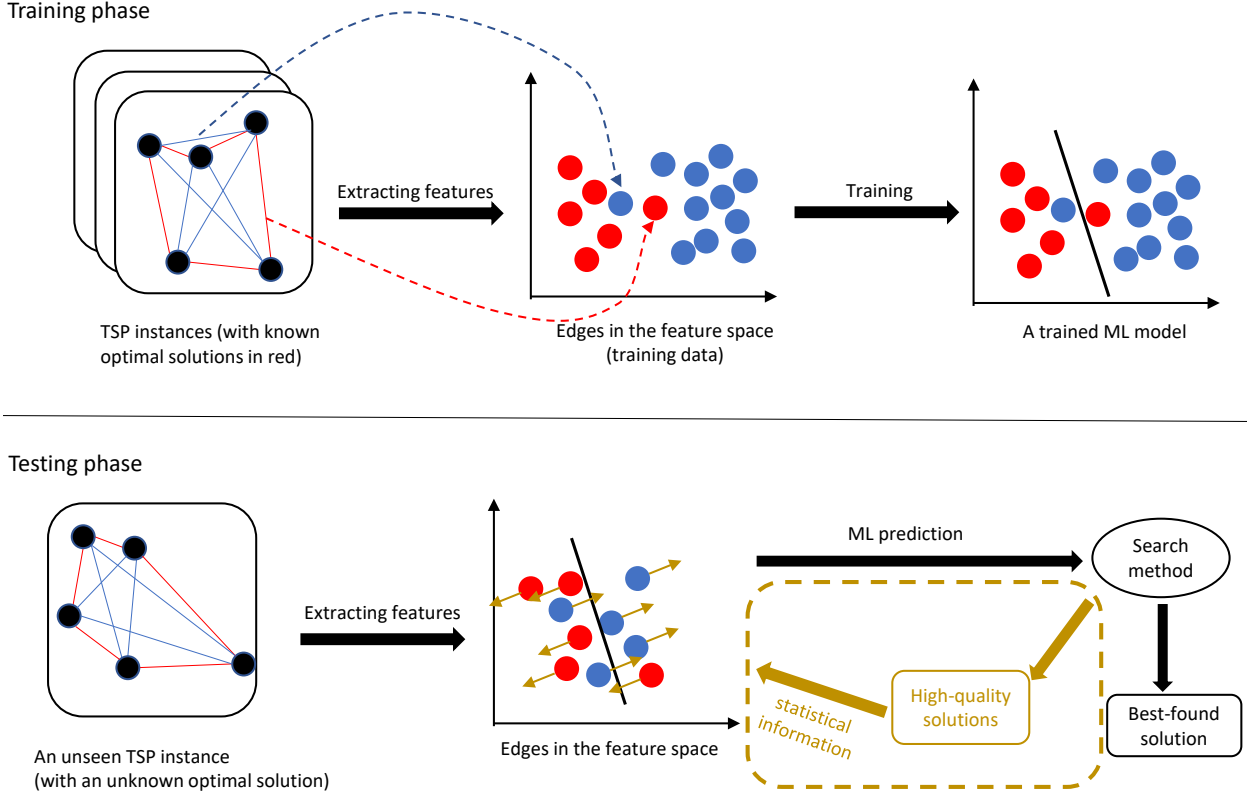 Training phase
Extracting features
Training
TSP instances (with known
optimal solutions in red)
Edges in the feature space
(training data)
A trained ML model
Testing phase
ML prediction
Search
method
Extracting features
High-quality
solutions
statistical
information
Best-found
solution
Edges in the feature space
An unseen TSP instance
(with an unknown optimal solution)